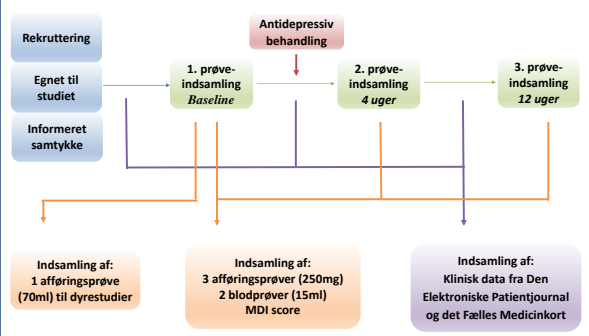 Rekruttering
Egnet til
studiet
Informeret
samtykke
Antidepressiv
behandling
1. prøve-
indsamling
Baseline
2. prøve-
indsamling
4 uger
3. prøve-
indsamling
12 uger
Indsamling af:
1 afføringsprøve
(70ml) til dyrestudier
Indsamling af:
3 afføringsprøver (250mg)
2 blodprøver (15ml)
MDI score
Indsamling af:
Klinisk data fra Den
Elektroniske Patientjournal
og det Fælles Medicinkort